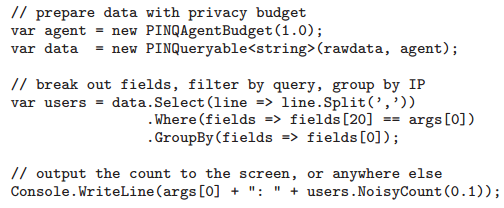 // prepare data with privacy budget
var agent = new PINQAgentBudget(1.0);
var data  = new PINQueryable<string>(rawdata, agent);
// break out fields, filter by query, group by IP
var users = data.Select(line => line.Split(’,’))
                .Where(fields => fields[20] == args[0])
                .GroupBy(fields => fields[0]);
// output the count to the screen, or anywhere else
Console.WriteLine(args[0] + ": " + users.NoisyCount(0.1));